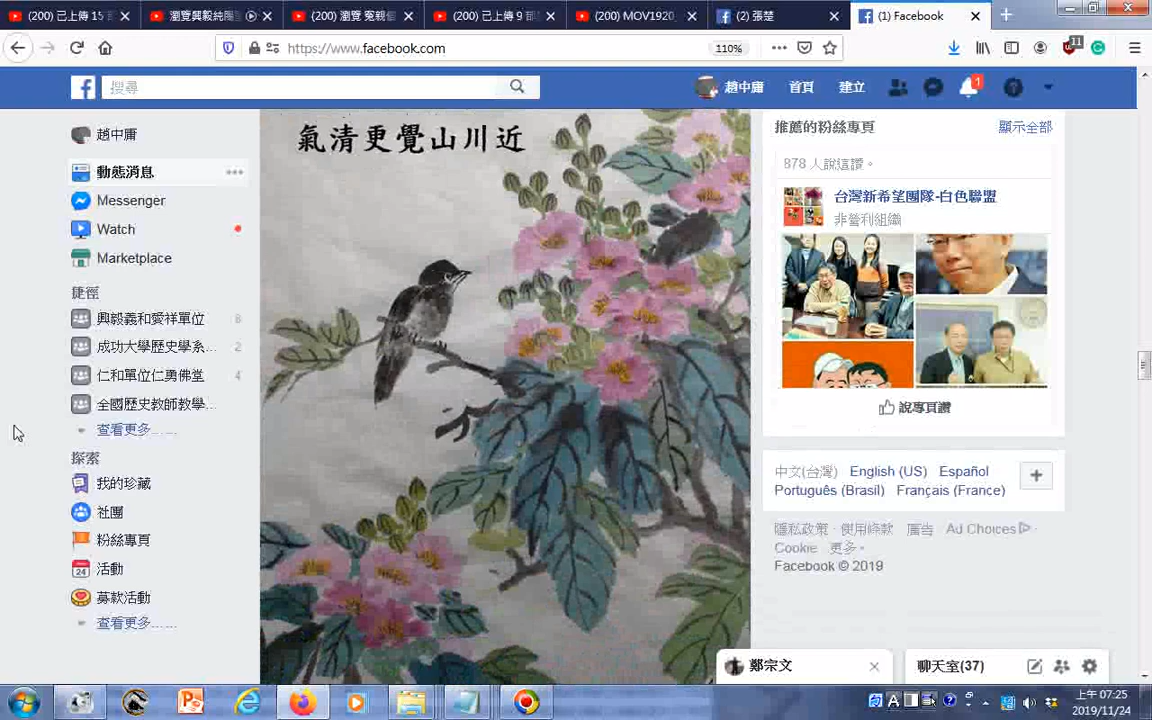 (200) 已上傳 15
瀏覽興毅純陽
(200) 瀏覽 冤親
(200) 已上傳 9
(200) MOV1920
(2) 張楚
(1) Facebook
https://www.facebook.com
110%
11
搜尋
趙中庸
首頁
建立
1
趙中庸
動態消息
Messenger
Watch
Marketplace
捷徑
興毅義和愛祥單位 8
成功大學歷史學系... 2
仁和單位仁勇佛堂 4
全國歷史教師教學...
查看更多……
探索
我的珍藏
社團
粉絲專頁
24 活動
募款活動
查看更多……
氣清更覺山川近
推薦的粉絲專頁 顯示全部
878 人說這讚。
台灣新希望團隊-白色聯盟
非營利組織
說專頁讚
中文(台灣) English (US) Español
Português (Brasil) Français (France)
隱私政策 · 使用條款 · 廣告 · Ad Choices ·
Cookie · 更多
Facebook © 2019
鄭宗文
聊天室(37)
上午 07:25
2019/11/24